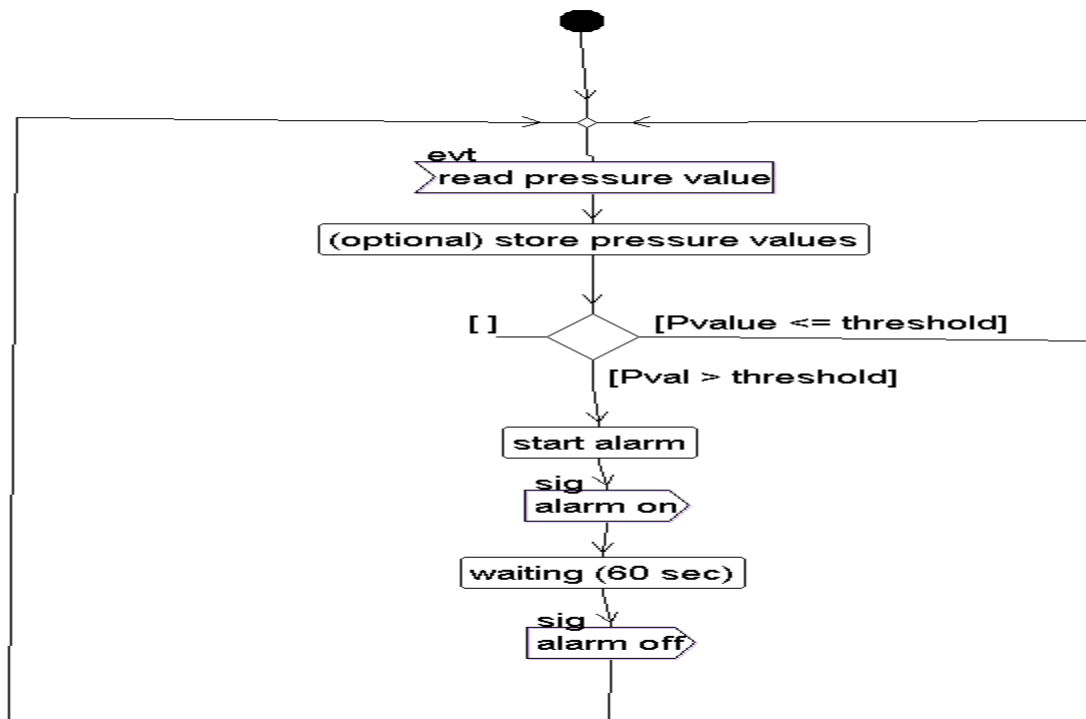 evt
read pressure value
(optional) store pressure values
[ ]
[Pvalue <= threshold]
[Pval > threshold]
start alarm
sig
alarm on
waiting (60 sec)
sig
alarm off